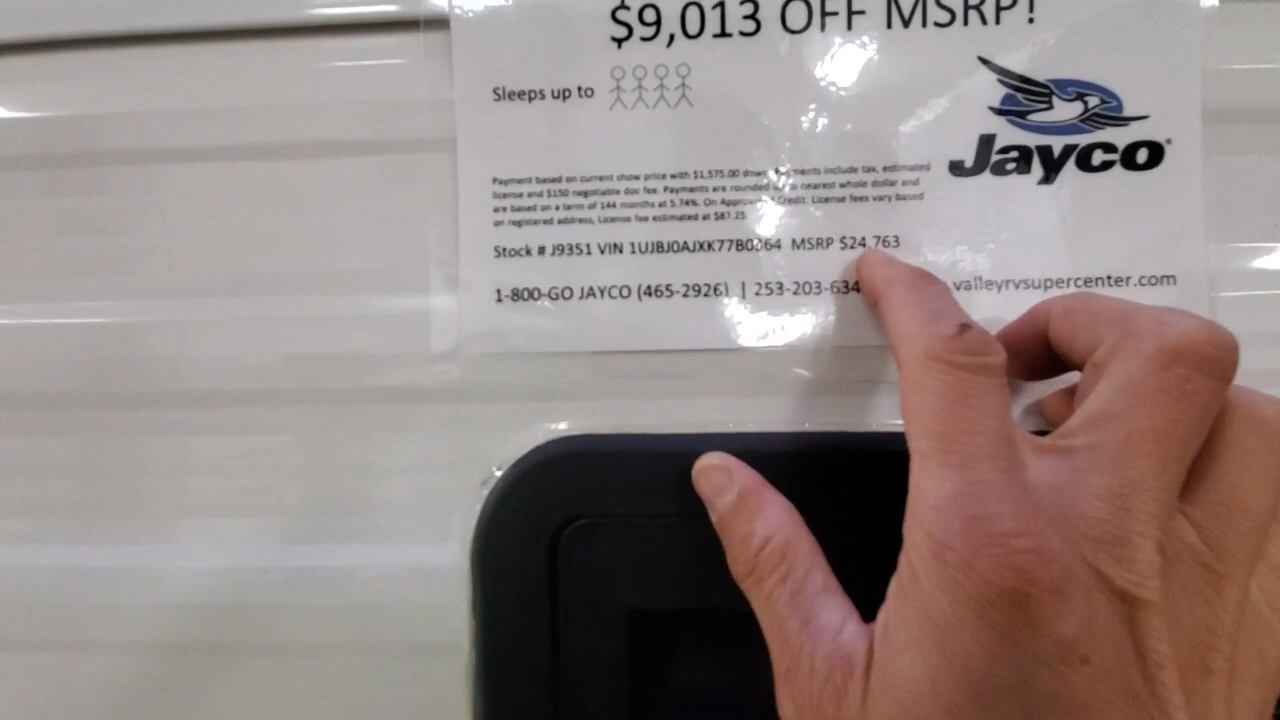 $9,013 OFF MSRP!
Sleeps up to
Jayco
Payment based on current show price with $1,575.00 down. Payments include tax, estimated
license and $150 negotiable doc fee. Payments are rounded to nearest whole dollar and
are based on a term of 144 months at 5.74%. On Approved Credit. License fees vary based
on registered address, License fee estimated at $87.25.
Stock # J9351 VIN MSRP $24,763
1-800-GO JAYCO (465-2926) | 253-203-634
valleyrvsupercenter.com